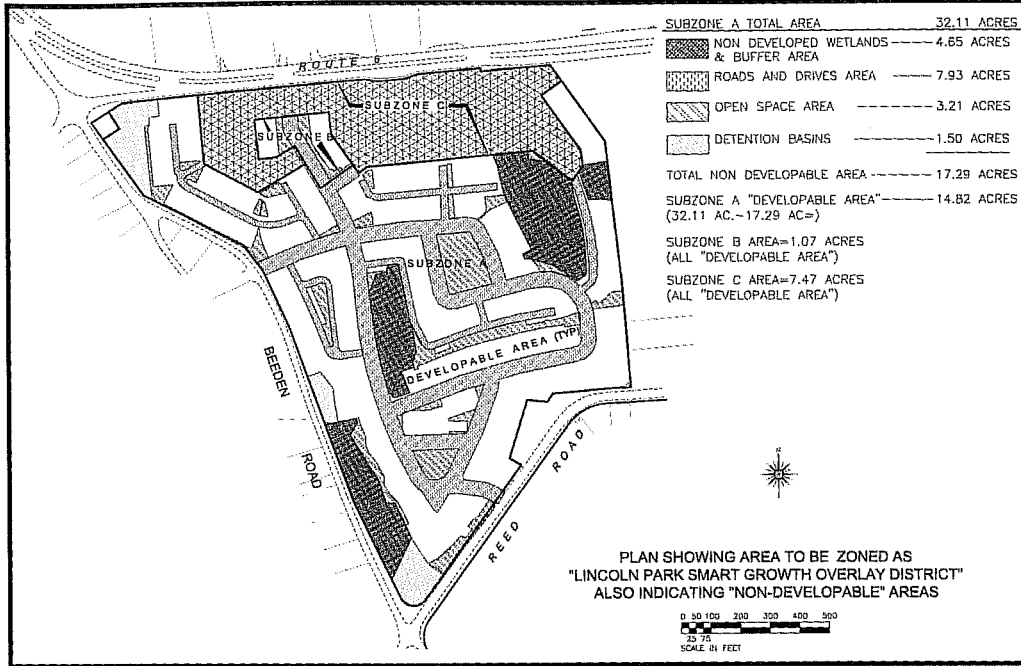 SUBZONE A TOTAL AREA 32.11 ACRES
NON DEVELOPED WETLANDS ----- 4.65 ACRES
& BUFFER AREA
ROADS AND DRIVES AREA ----- 7.93 ACRES
OPEN SPACE AREA --------- 3.21 ACRES
DETENTION BASINS --------- 1.50 ACRES
TOTAL NON DEVELOPABLE AREA ------- 17.29 ACRES
SUBZONE A "DEVELOPABLE AREA" ------ 14.82 ACRES
(32.11 AC.-17.29 AC=)
SUBZONE B AREA=1.07 ACRES
(ALL "DEVELOPABLE AREA")
SUBZONE C AREA=7.47 ACRES
(ALL "DEVELOPABLE AREA")
ROUTE 6
SUBZONE C
SUBZONE B
SUBZONE A
DEVELOPABLE AREA (TYP)
BEEDEN
ROAD
REED ROAD
N
PLAN SHOWING AREA TO BE ZONED AS
"LINCOLN PARK SMART GROWTH OVERLAY DISTRICT"
ALSO INDICATING "NON-DEVELOPABLE" AREAS
0 50 100 200 300 400 500
25 75
SCALE IN FEET